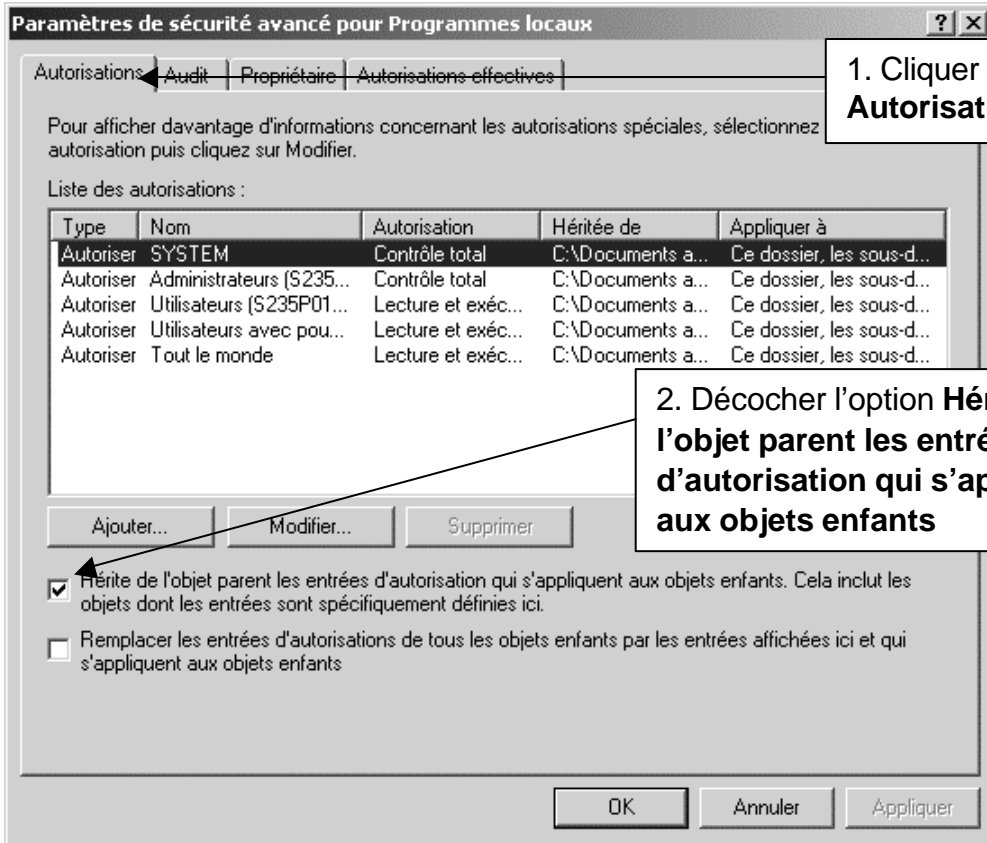 Paramètres de sécurité avancé pour Programmes locaux
Autorisations Audit Propriétaire Autorisations effectives
1. Cliquer
Autorisat
Pour afficher davantage d'informations concernant les autorisations spéciales, sélectionnez
autorisation puis cliquez sur Modifier.
Liste des autorisations :
Type Nom Autorisation Héritée de Appliquer à
Autoriser SYSTEM Contrôle total C:\Documents a... Ce dossier, les sous-d...
Autoriser Administrateurs (S235... Contrôle total C:\Documents a... Ce dossier, les sous-d...
Autoriser Utilisateurs (S235P01... Lecture et exéc... C:\Documents a... Ce dossier, les sous-d...
Autoriser Utilisateurs avec pou... Lecture et exéc... C:\Documents a... Ce dossier, les sous-d...
Autoriser Tout le monde Lecture et exéc... C:\Documents a... Ce dossier, les sous-d...
2. Décocher l’option Hér
l’objet parent les entré
d’autorisation qui s’ap
aux objets enfants
Ajouter... Modifier... Supprimer
Hérite de l'objet parent les entrées d'autorisation qui s'appliquent aux objets enfants. Cela inclut les
objets dont les entrées sont spécifiquement définies ici.
Remplacer les entrées d'autorisations de tous les objets enfants par les entrées affichées ici et qui
s'appliquent aux objets enfants
OK Annuler Appliquer